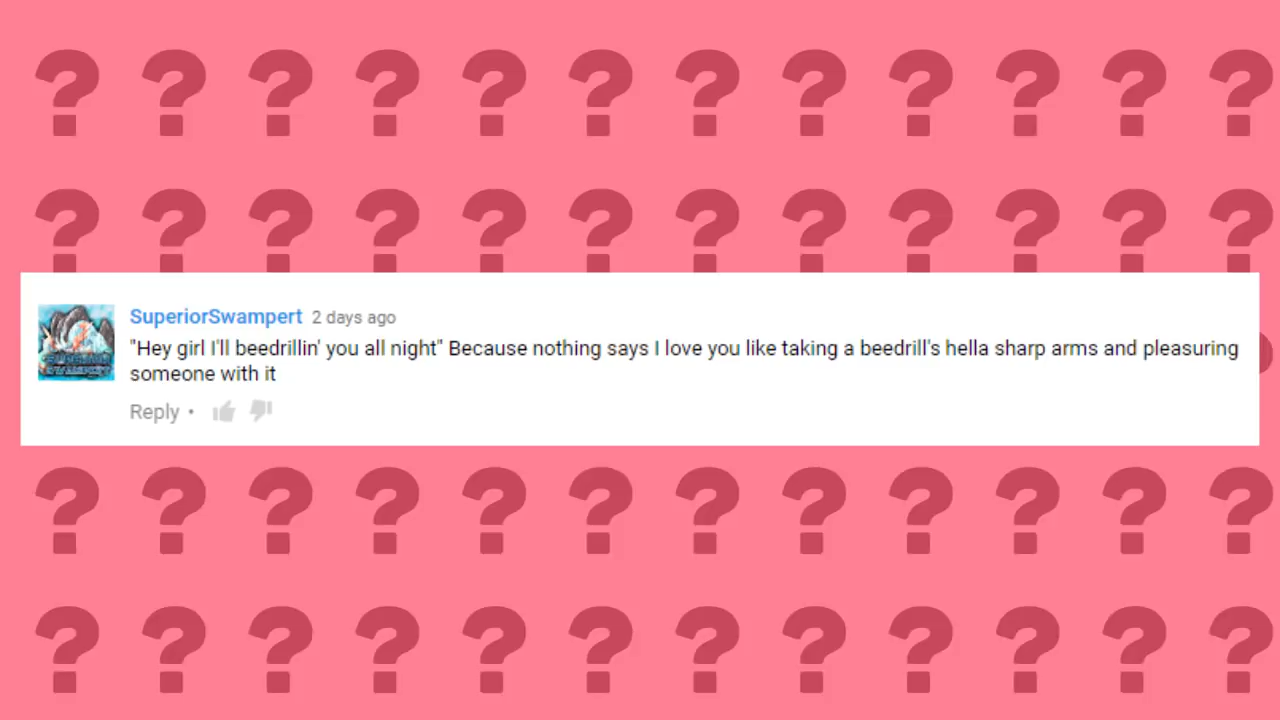 SuperiorSwampert 2 days ago
"Hey girl I'll beedrillin' you all night" Because nothing says I love you like taking a beedrill's hella sharp arms and pleasuring
someone with it
Reply •